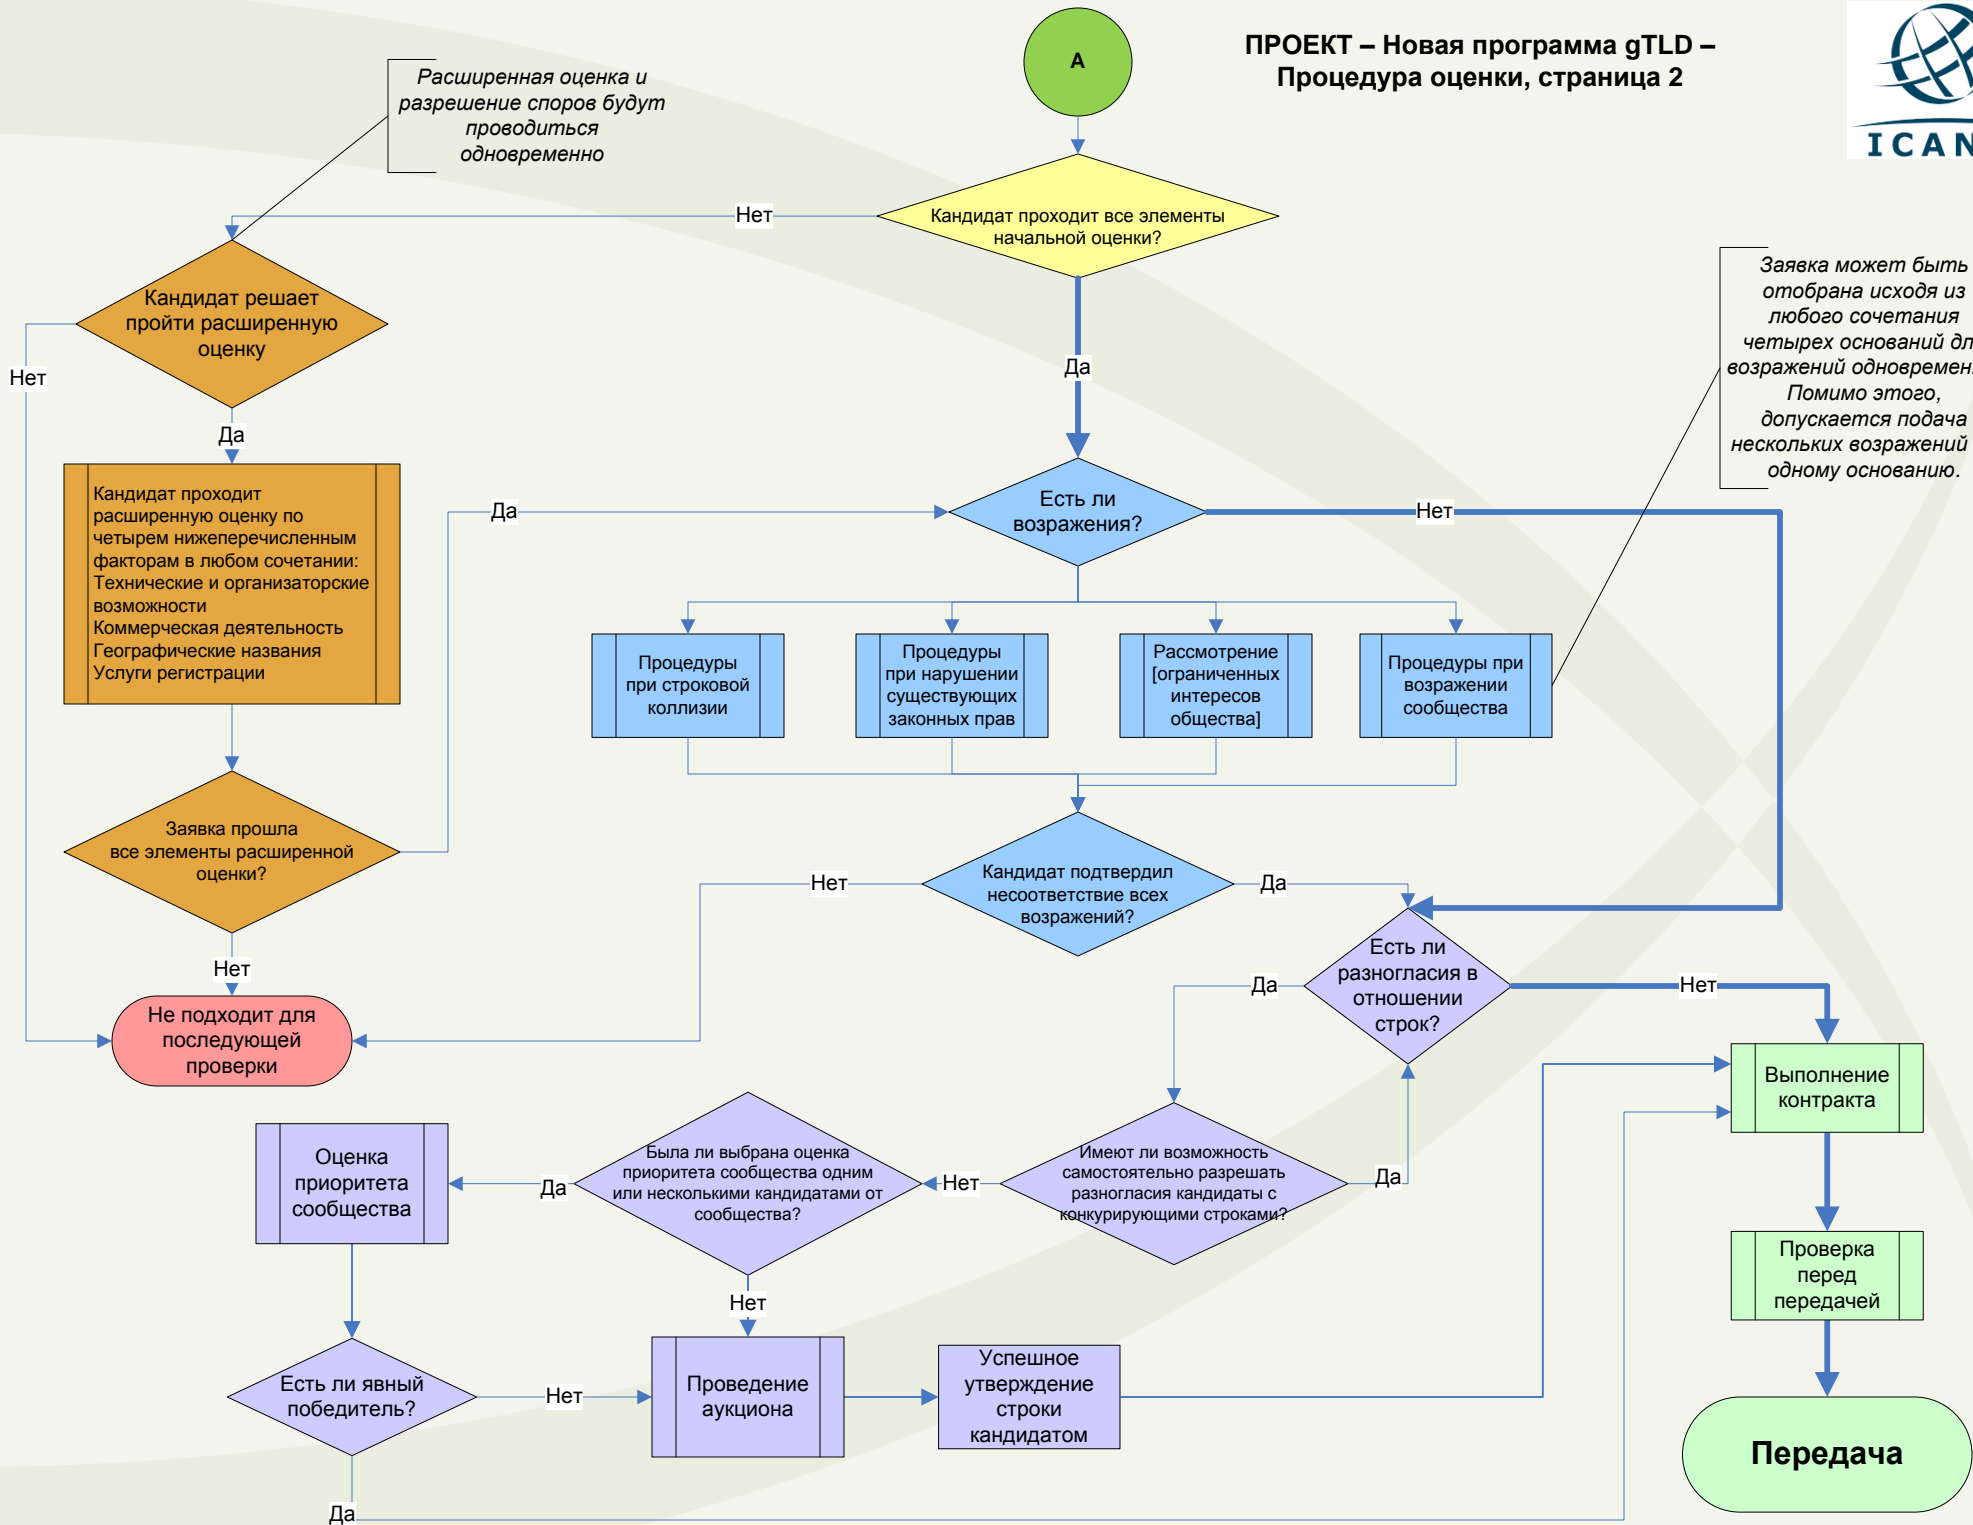 ПРОЕКТ – Новая программа gTLD –
Процедура оценки, страница 2
A
ICAN
Расширенная оценка и
разрешение споров будут
проводиться
одновременно
Нет
Кандидат проходит все элементы
начальной оценки?
Заявка может быть
отобрана исходя из
любого сочетания
четырех оснований
возражений
Помимо этого,
допускается подача
нескольких возражений
одному основанию.
Кандидат решает
пройти расширенную
оценку
Нет
Да
Да
Кандидат проходит
расширенную оценку по
четырем нижеперечисленным
факторам в любом сочетании:
Технические и организаторские
возможности
Коммерческая деятельность
Географические названия
Услуги регистрации
Да
Есть ли
возражения?
Нет
Процедуры
при строковой
коллизии
Процедуры
при нарушении
существующих
законных прав
Рассмотрение
[ограниченных
интересов
общества]
Процедуры при
возражении
сообщества
Заявка прошла
все элементы расширенной
оценки?
Нет
Кандидат подтвердил
несоответствие всех
возражений?
Да
Нет
Есть ли
разногласия в
отношении
строк?
Да
Нет
Не подходит для
последующей
проверки
Выполнение
контракта
Оценка
приоритета
сообщества
Да
Была ли выбрана оценка
приоритета сообщества одним
или несколькими кандидатами от
сообщества?
Нет
Имеют ли возможность
самостоятельно разрешать
разногласия кандидаты с
конкурирующими строками?
Да
Нет
Проверка
перед
передачей
Есть ли явный
победитель?
Нет
Проведение
аукциона
Успешное
утверждение
строки
кандидатом
Передача
Да